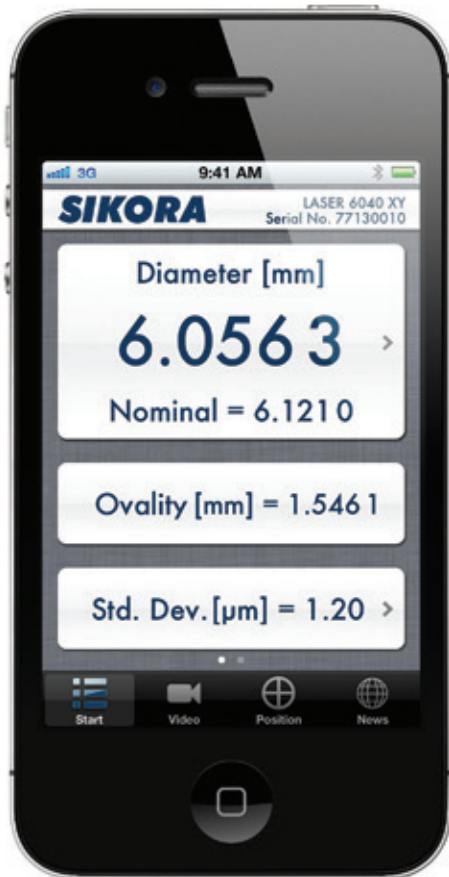 3G 9:41 AM
SIKORA
LASER 6040 XY
Serial No. 77130010
Diameter [mm]
6.0563
Nominal = 6.1210
Ovality [mm] = 1.5461
Std. Dev. [µm] = 1.20
Start Video Position News